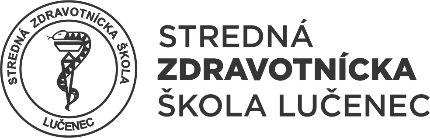 STREDNÁ ZDRAVOTNÍCKA ŠKOLA
LUČENEC
STREDNÁ
ZDRAVOTNÍCKA
ŠKOLA LUČENEC